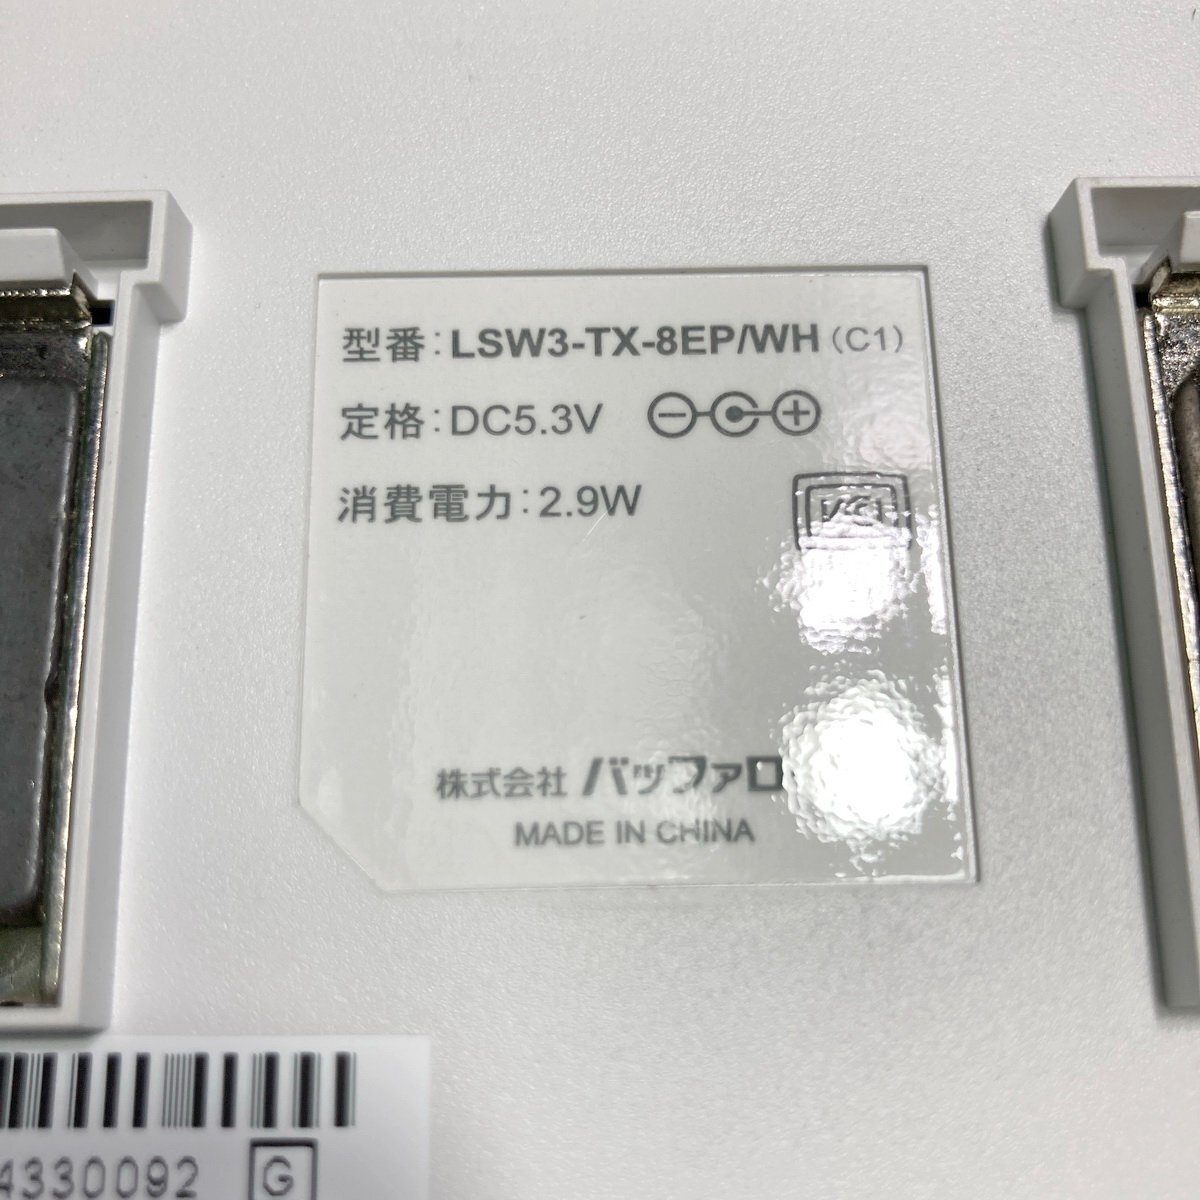 型番:LSW3-TX-8EP/WH (C1)
定格:DC5.3V
消費電力:2.9W
株式会社 バッファロ
MADE IN CHINA
4330092 G